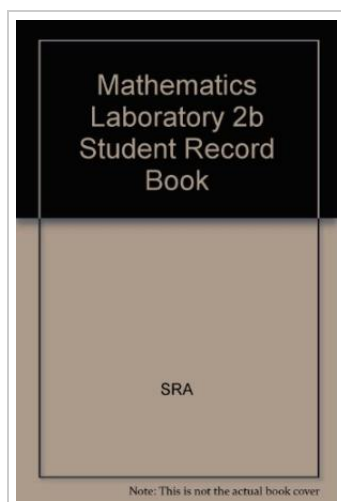 Mathematics
Laboratory 2b
Student Record
Book
SRA
Note: This is not the actual book cover